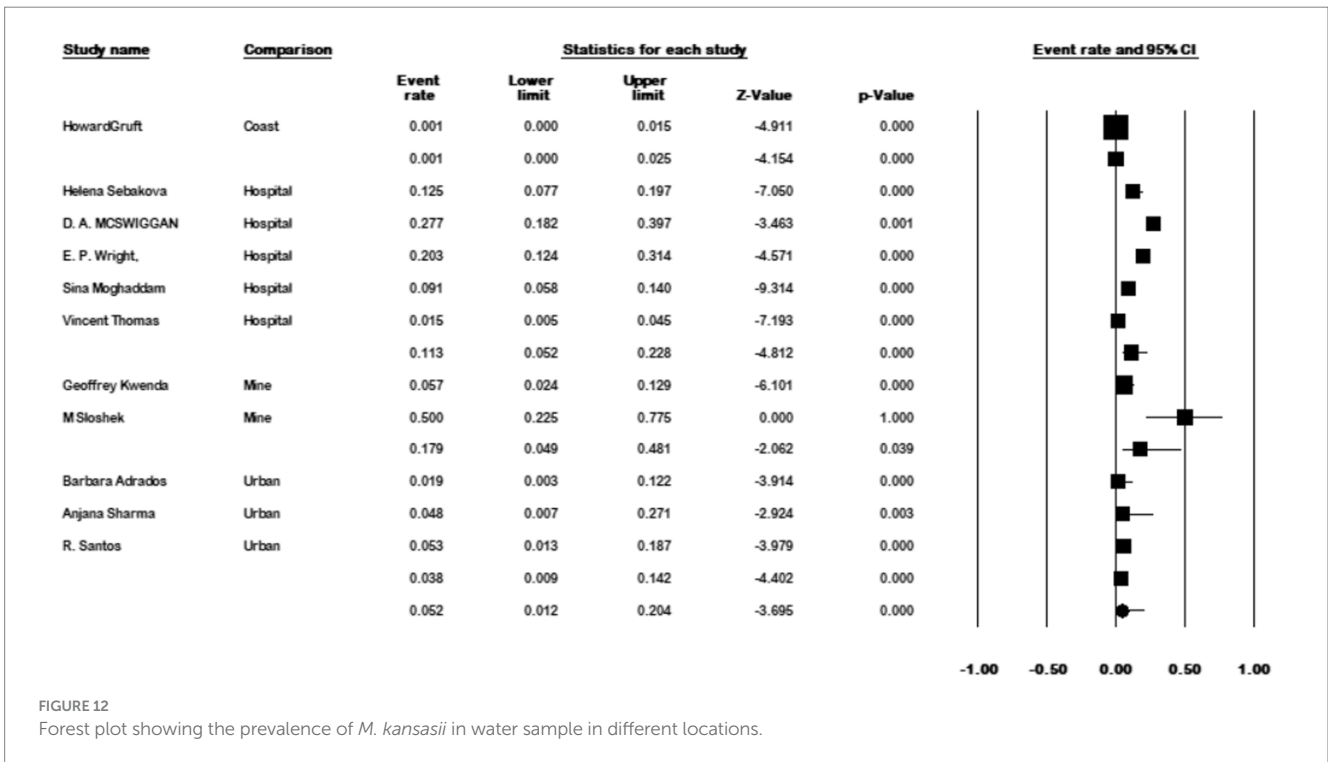 Study name Comparison Statistics for each study Event rate and 95% CI
Event rate Lower limit Upper limit Z-Value p-Value
HowardGruft Coast 0.001 0.000 0.015 -4.911 0.000
0.001 0.000 0.025 -4.154 0.000
Helena Sebakova Hospital 0.125 0.077 0.197 -7.050 0.000
D. A. MCSWIGGAN Hospital 0.277 0.182 0.397 -3.463 0.001
E. P. Wright, Hospital 0.203 0.124 0.314 -4.571 0.000
Sina Moghaddam Hospital 0.091 0.058 0.140 -9.314 0.000
Vincent Thomas Hospital 0.015 0.005 0.045 -7.193 0.000
0.113 0.052 0.228 -4.812 0.000
Geoffrey Kwenda Mine 0.057 0.024 0.129 -6.101 0.000
M Sloshek Mine 0.500 0.225 0.775 0.000 1.000
0.179 0.049 0.481 -2.062 0.039
Barbara Adrados Urban 0.019 0.003 0.122 -3.914 0.000
Anjana Sharma Urban 0.048 0.007 0.271 -2.924 0.003
R. Santos Urban 0.053 0.013 0.187 -3.979 0.000
0.038 0.009 0.142 -4.402 0.000
0.052 0.012 0.204 -3.695 0.000
-1.00 -0.50 0.00 0.50 1.00
FIGURE 12
Forest plot showing the prevalence of M. kansasii in water sample in different locations.